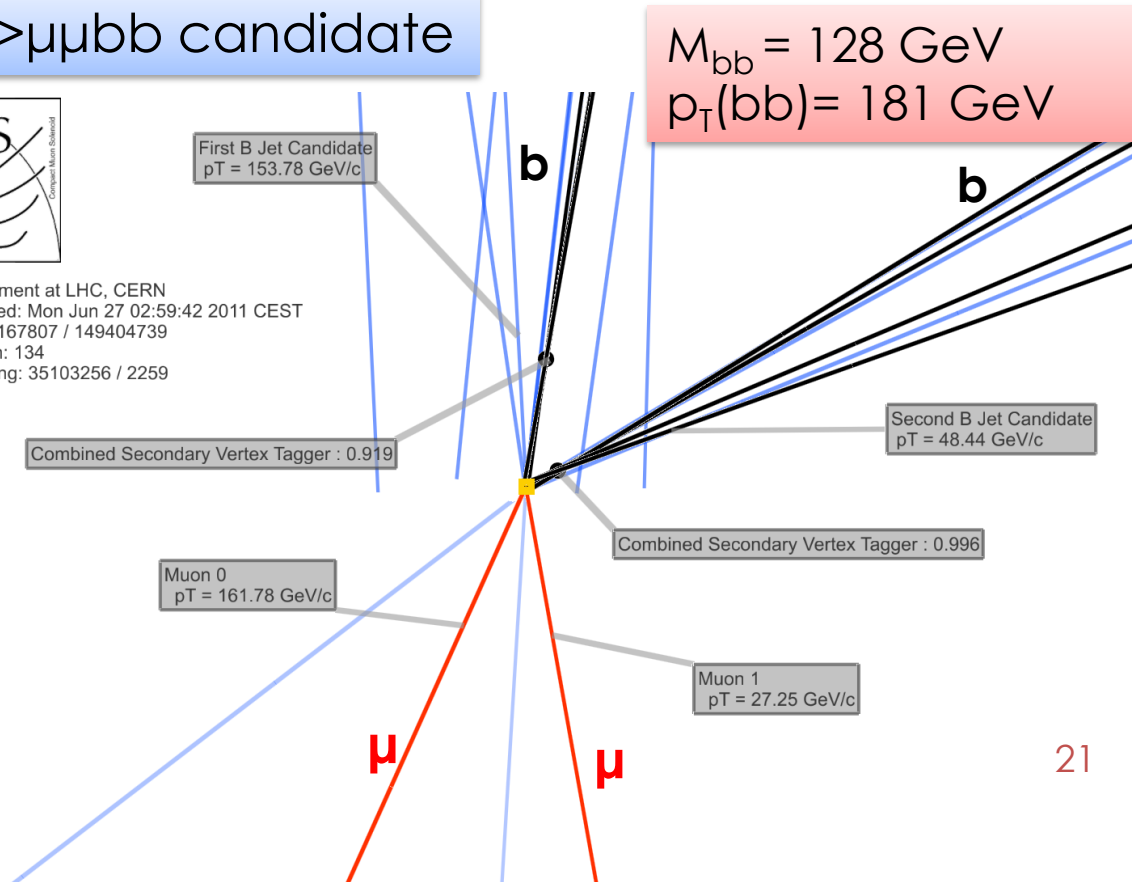 >μμbb candidate
M_bb = 128 GeV
p_T(bb)= 181 GeV
S
Compact Muon Solenoid
First B Jet Candidate
pT = 153.78 GeV/c
b
b
ment at LHC, CERN
ed: Mon Jun 27 02:59:42 2011 CEST
167807 / 149404739
n: 134
ng: 35103256 / 2259
Combined Secondary Vertex Tagger : 0.919
Second B Jet Candidate
pT = 48.44 GeV/c
Combined Secondary Vertex Tagger : 0.996
Muon 0
pT = 161.78 GeV/c
Muon 1
pT = 27.25 GeV/c
μ
μ
21